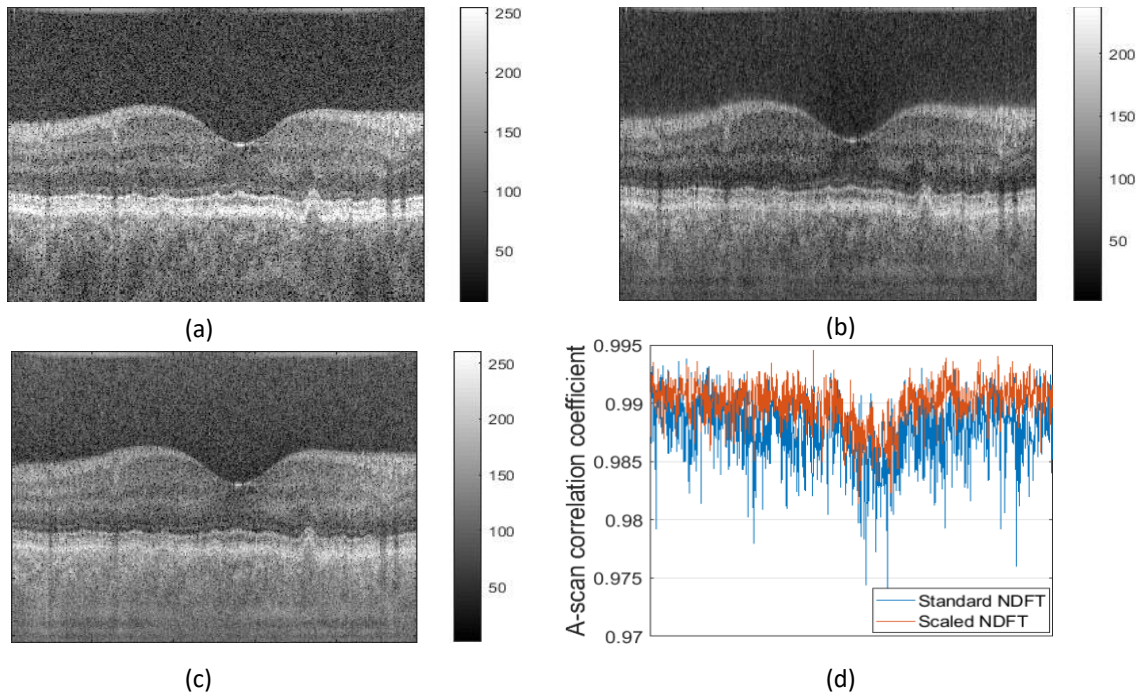 250
200
150
100
50
(a)
200
150
100
50
(b)
250
200
150
100
50
(c)
A-scan correlation coefficient
0.995
0.99
0.985
0.98
0.975
0.97
Standard NDFT
Scaled NDFT
(d)